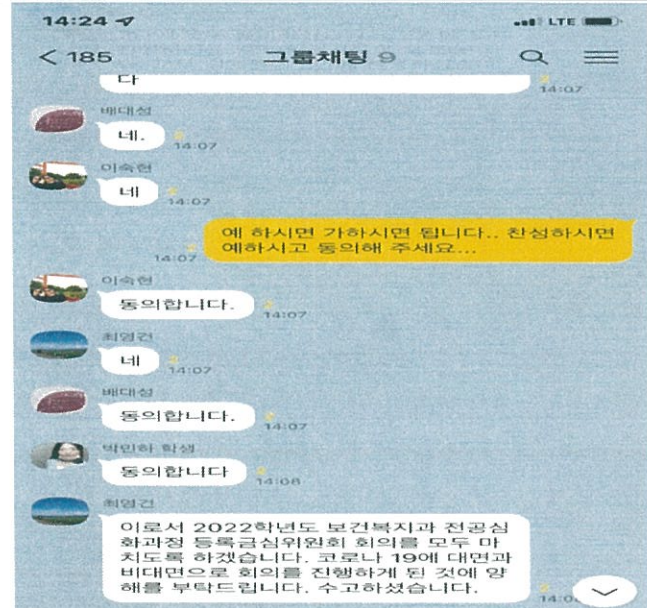 14:24 LTE
< 185 그룹채팅 9
다
14:07
배대성
네. 2
14:07
이숙현
네 2
14:07
예 하시면 가하시면 됩니다.. 찬성하시면
예하시고 동의해 주세요...
2
14:07
이숙현
동의합니다. 2
14:07
최영건
네 2
14:07
배대성
동의합니다. 2
14:07
박민하 학생
동의합니다 2
14:08
최영건
이로서 2022학년도 보건복지과 전공심
화과정 등록금심위원회 회의를 모두 마
치도록 하겠습니다. 코로나 19에 대면과
비대면으로 회의를 진행하게 된 것에 양
해를 부탁드립니다. 수고하셨습니다.